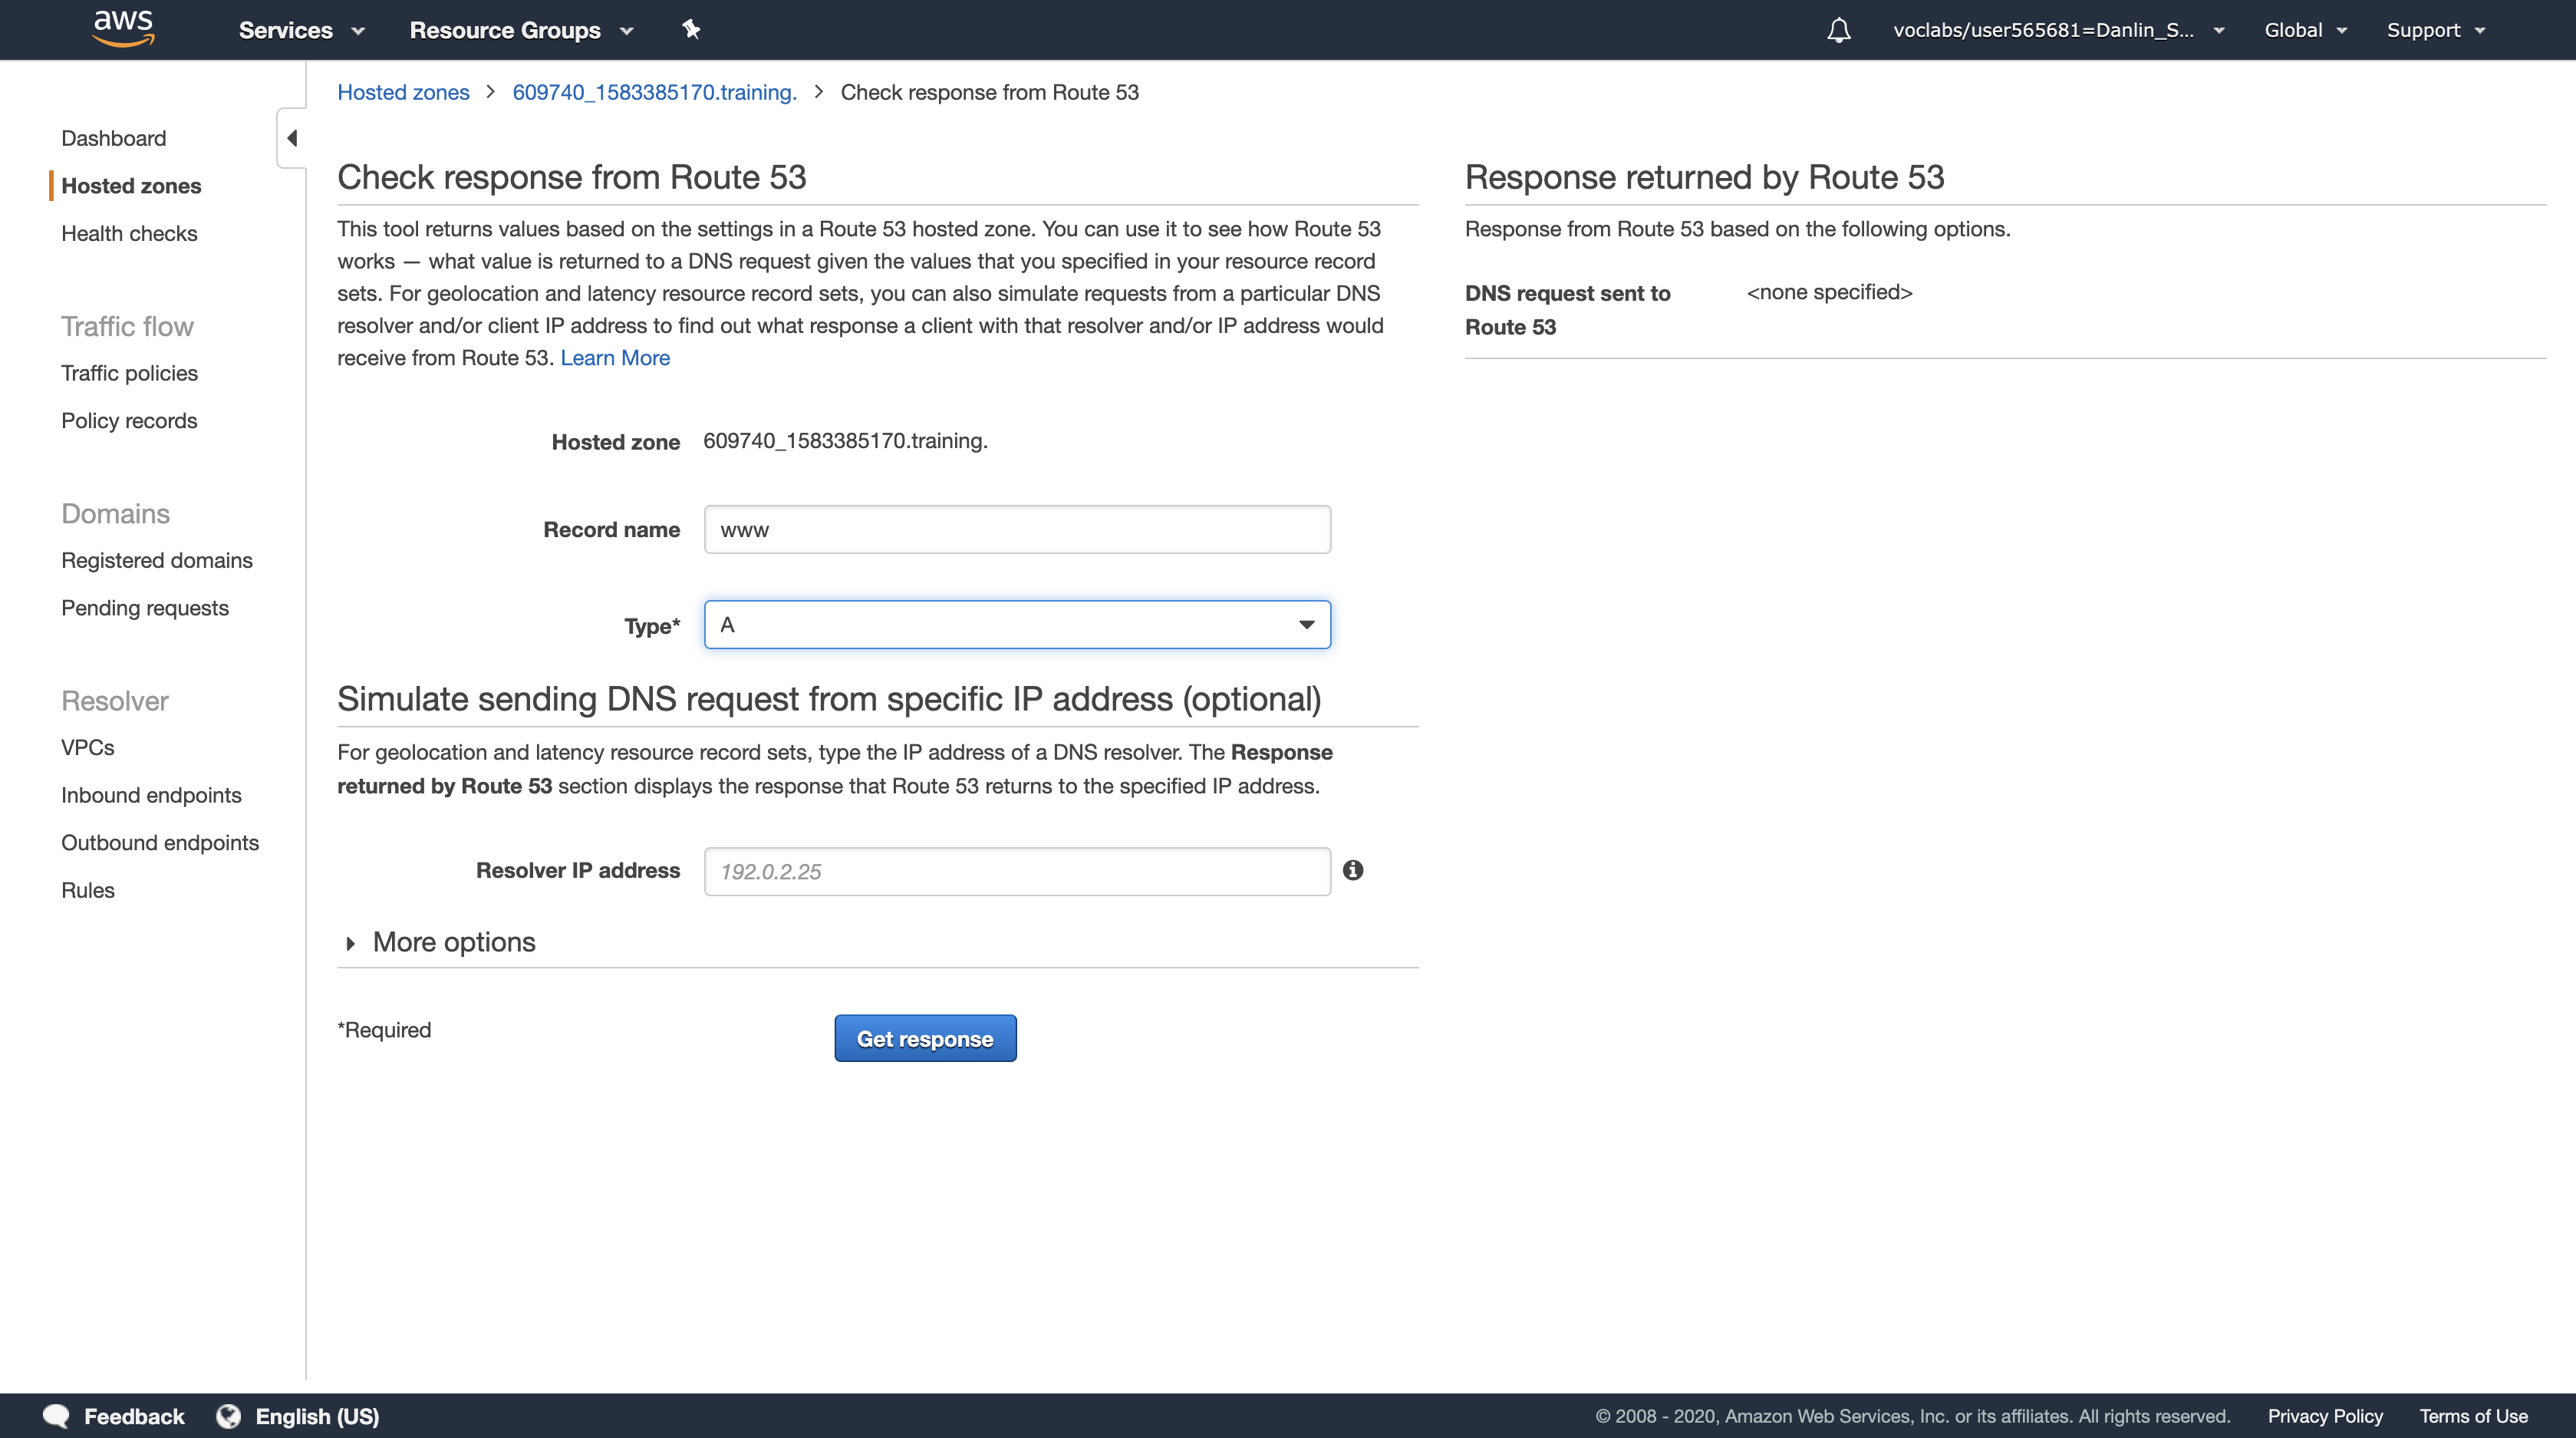 aws Services Resource Groups voclabs/user565681=Danlin_S... Global Support
Hosted zones > 609740_1583385170.training. > Check response from Route 53
Dashboard
Hosted zones
Health checks
Traffic flow
Traffic policies
Policy records
Domains
Registered domains
Pending requests
Resolver
VPCs
Inbound endpoints
Outbound endpoints
Rules
Check response from Route 53
This tool returns values based on the settings in a Route 53 hosted zone. You can use it to see how Route 53
works — what value is returned to a DNS request given the values that you specified in your resource record
sets. For geolocation and latency resource record sets, you can also simulate requests from a particular DNS
resolver and/or client IP address to find out what response a client with that resolver and/or IP address would
receive from Route 53. Learn More
Hosted zone 609740_1583385170.training.
Record name www
Type* A
Simulate sending DNS request from specific IP address (optional)
For geolocation and latency resource record sets, type the IP address of a DNS resolver. The Response
returned by Route 53 section displays the response that Route 53 returns to the specified IP address.
Resolver IP address 192.0.2.25
More options
*Required Get response
Response returned by Route 53
Response from Route 53 based on the following options.
DNS request sent to <none specified>
Route 53
Feedback English (US) © 2008 - 2020, Amazon Web Services, Inc. or its affiliates. All rights reserved. Privacy Policy Terms of Use